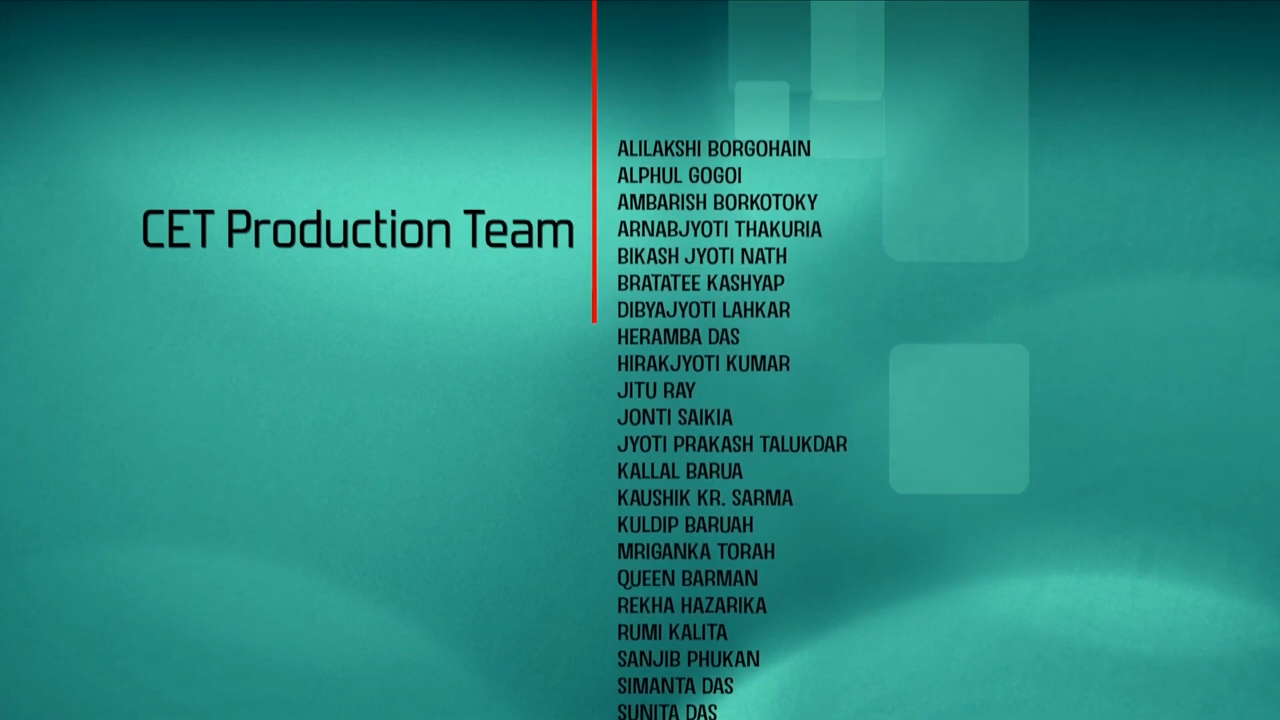 CET Production Team
ALILAKSHI BORGOHAIN
ALPHUL GOGOI
AMBARISH BORKOTOKY
ARNABJYOTI THAKURIA
BIKASH JYOTI NATH
BRATATEE KASHYAP
DIBYAJYOTI LAHKAR
HERAMBA DAS
HIRAKJYOTI KUMAR
JITU RAY
JONTI SAIKIA
JYOTI PRAKASH TALUKDAR
KALLAL BARUA
KAUSHIK KR. SARMA
KULDIP BARUAH
MRIGANKA TORAH
QUEEN BARMAN
REKHA HAZARIKA
RUMI KALITA
SANJIB PHUKAN
SIMANTA DAS
SUNITA DAS